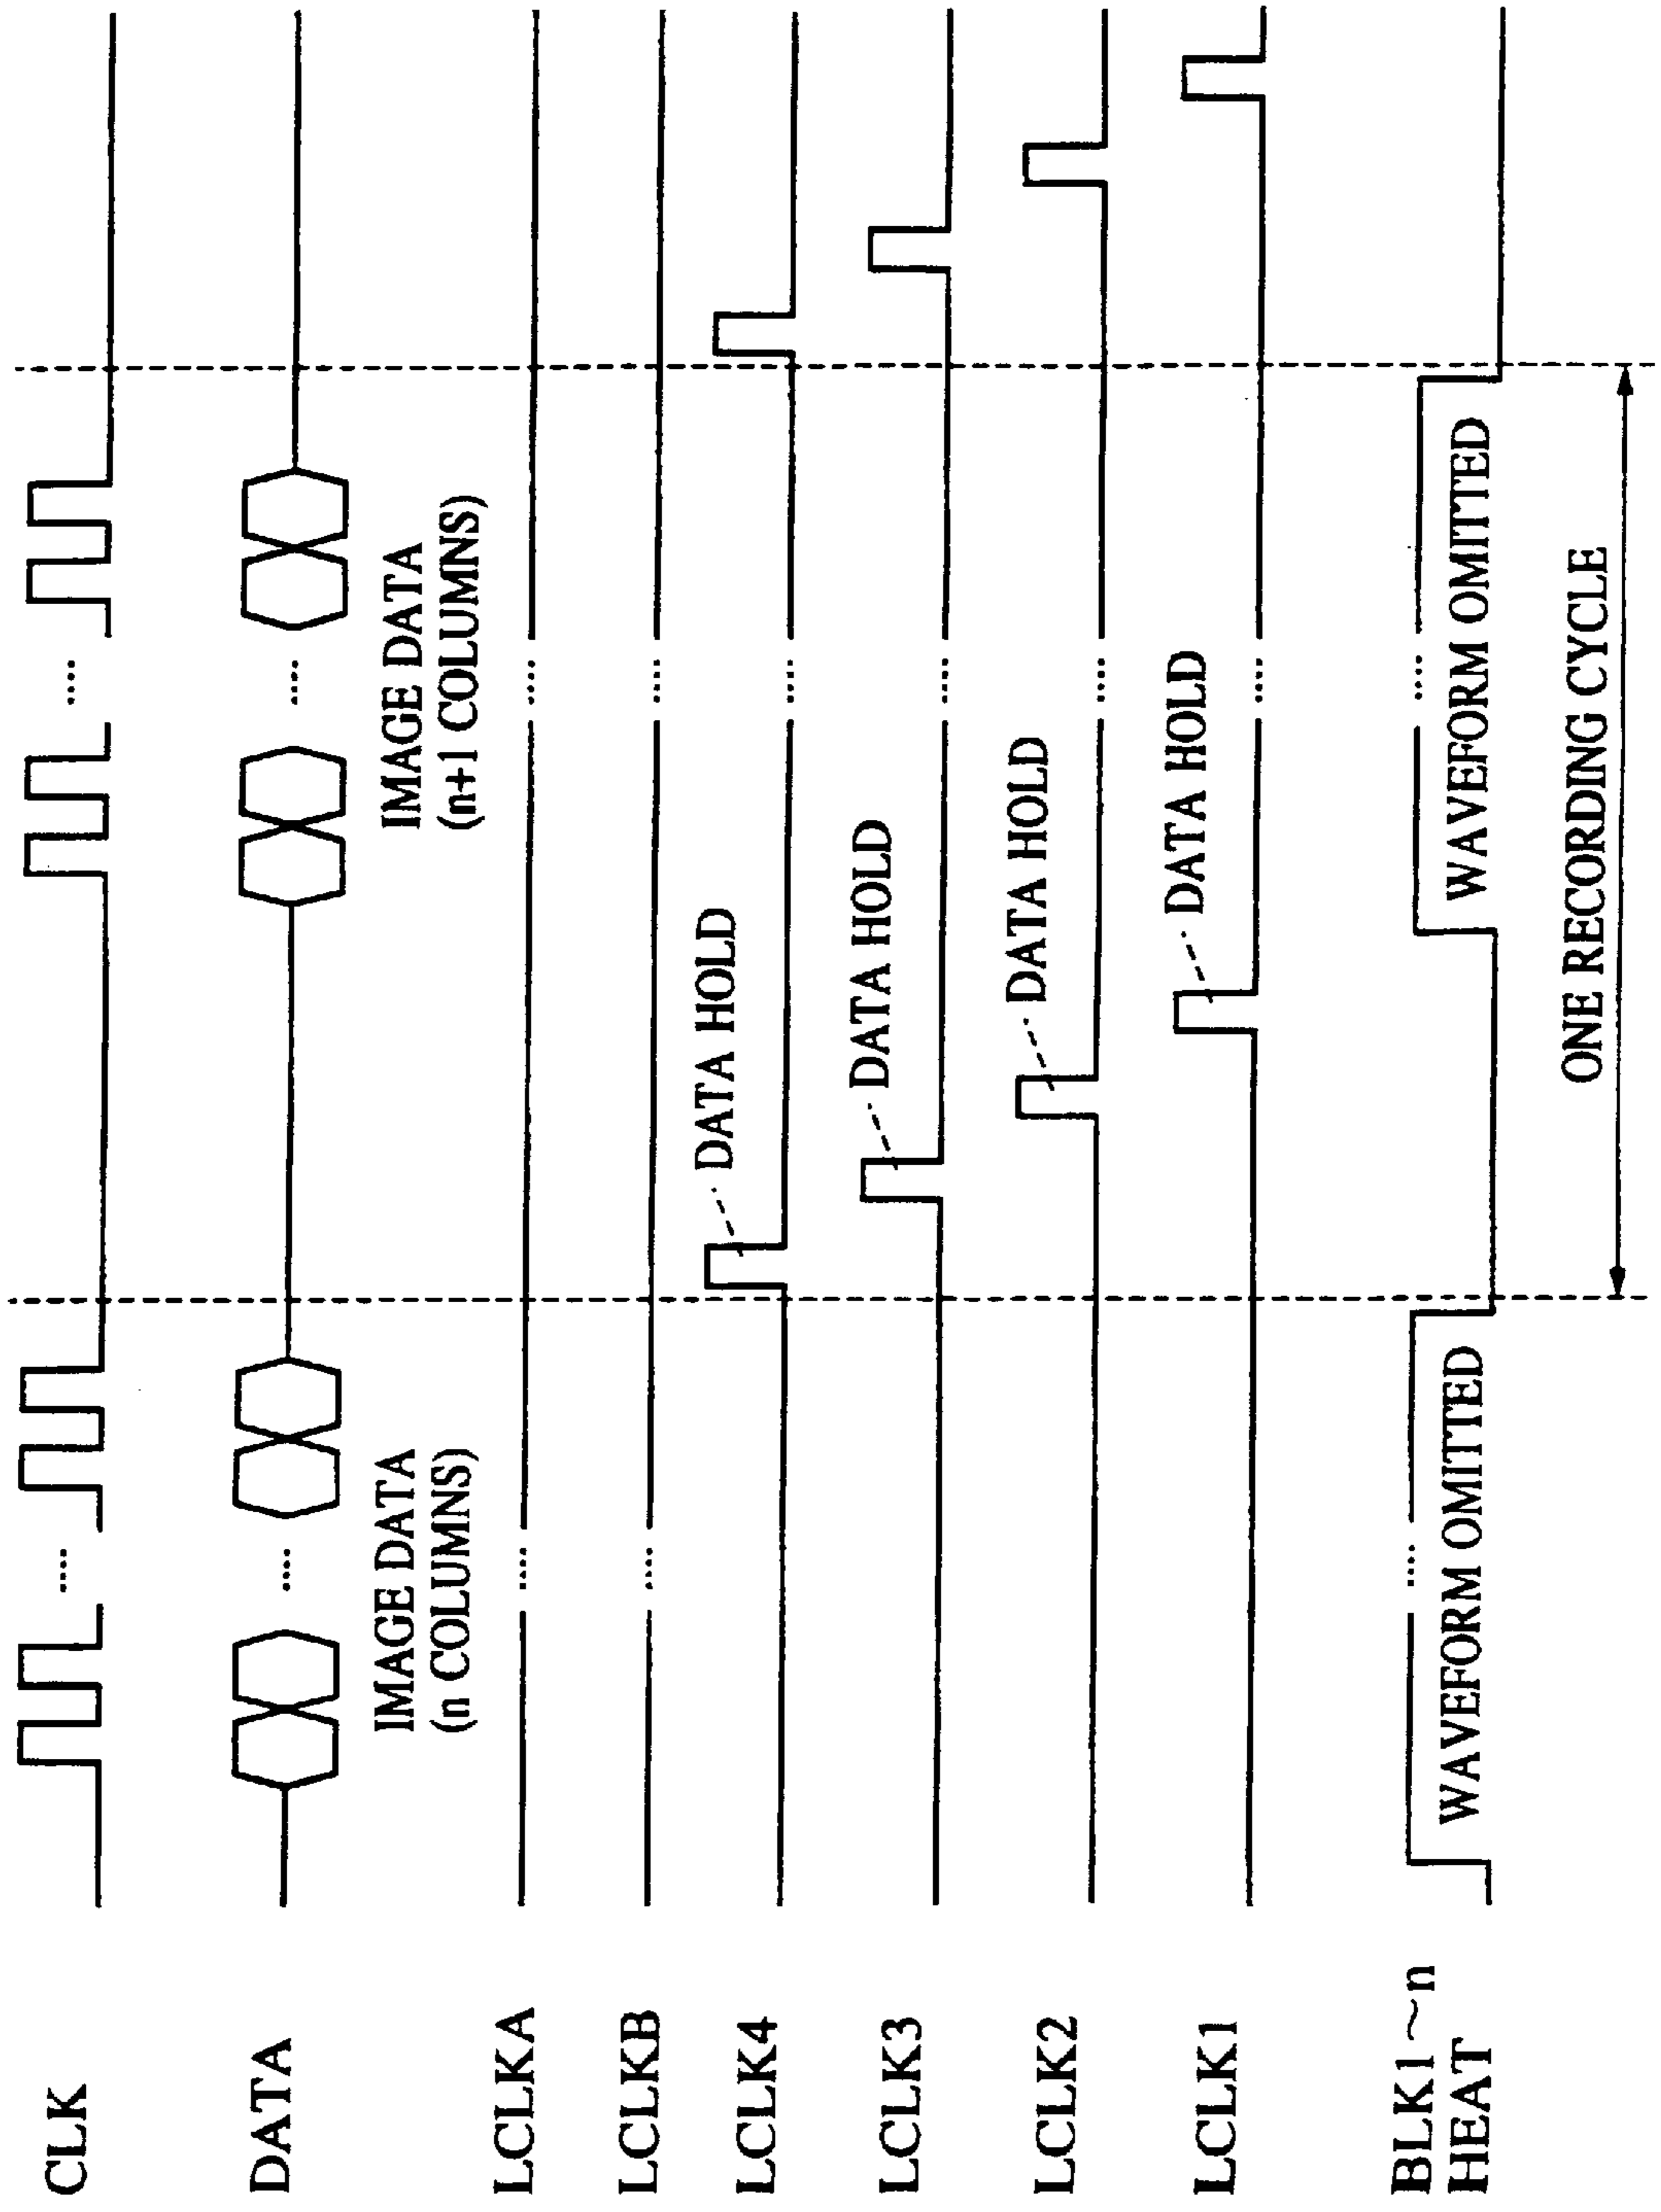 CLK
DATA
IMAGE DATA
(n COLUMNS)
IMAGE DATA
(n+1 COLUMNS)
LCLKA
LCLKB
LCLK4
DATA HOLD
LCLK3
DATA HOLD
LCLK2
DATA HOLD
LCLK1
DATA HOLD
BLK1~n
HEAT
WAVEFORM OMITTED
WAVEFORM OMITTED
ONE RECORDING CYCLE